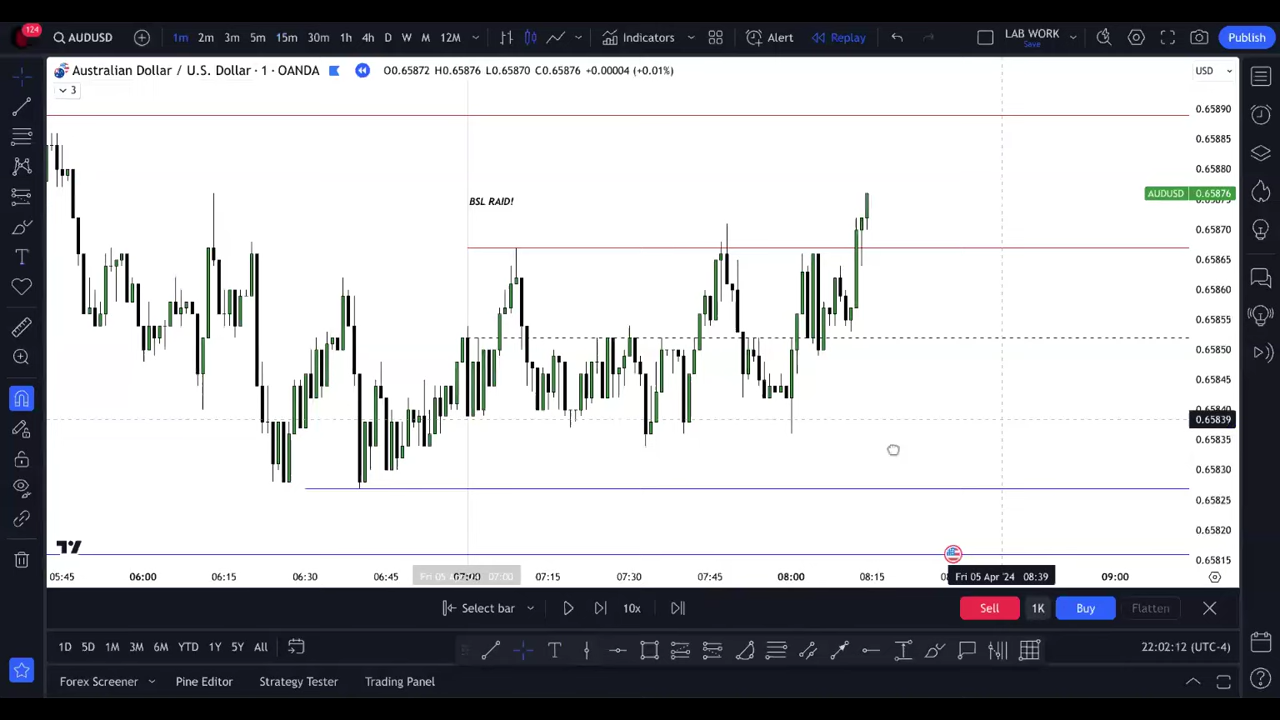 124
AUDUSD
1m 2m 3m 5m 15m 30m 1h 4h D W M 12M
Indicators
Alert
Replay
LAB WORK
Save
Publish
Australian Dollar / U.S. Dollar · 1 · OANDA
O0.65872 H0.65876 L0.65870 C0.65876 +0.00004 (+0.01%)
USD
3
0.65890
0.65885
0.65880
AUDUSD 0.65876
0.65870
0.65865
0.65860
0.65855
0.65850
0.65845
0.65839
0.65835
0.65830
0.65825
0.65820
0.65815
BSL RAID!
05:45 06:00 06:15 06:30 06:45 07:00 07:15 07:30 07:45 08:00 08:15 Fri 05 Apr '24 08:39 09:00
Select bar
10x
Sell
1K
Buy
Flatten
1D 5D 1M 3M 6M YTD 1Y 5Y All
22:02:12 (UTC-4)
Forex Screener
Pine Editor
Strategy Tester
Trading Panel